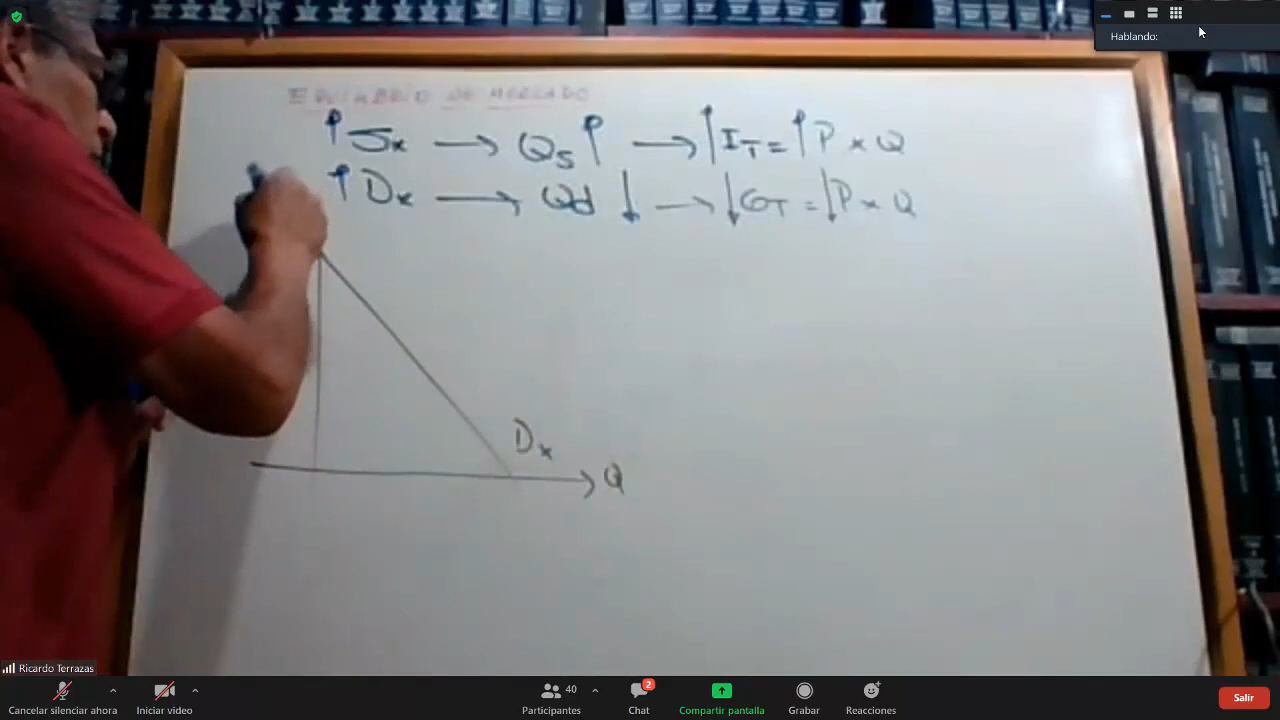 Hablando:
EQUILIBRIO DE MERCADO
↑ Sx → Qs ↑ → ↑ IT = ↑ P x Q
↑ Dx → Qd ↓ → ↓ GT = ↓ P x Q
Dx
Q
Ricardo Terrazas
Cancelar silenciar ahora
Iniciar video
40
Participantes
2
Chat
Compartir pantalla
Grabar
Reacciones
Salir